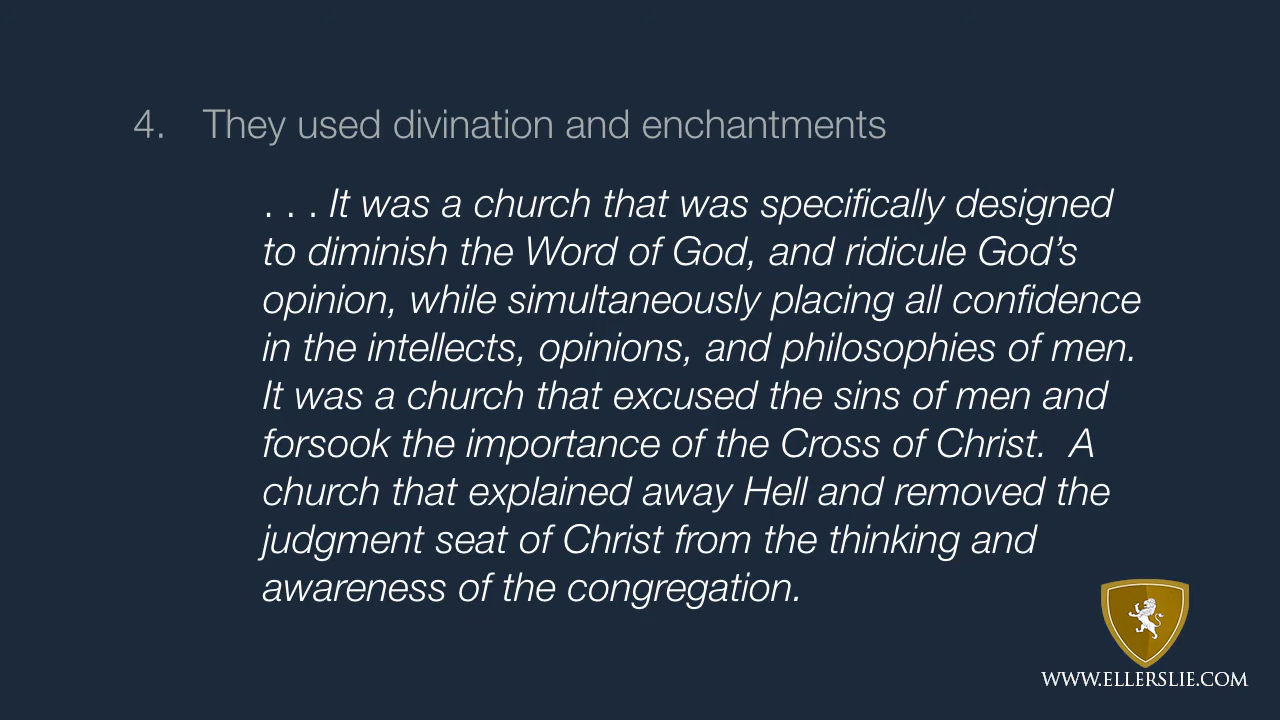 4. They used divination and enchantments
. . . It was a church that was specifically designed
to diminish the Word of God, and ridicule God’s
opinion, while simultaneously placing all confidence
in the intellects, opinions, and philosophies of men.
It was a church that excused the sins of men and
forsook the importance of the Cross of Christ.  A
church that explained away Hell and removed the
judgment seat of Christ from the thinking and
awareness of the congregation.
WWW.ELLERSLIE.COM